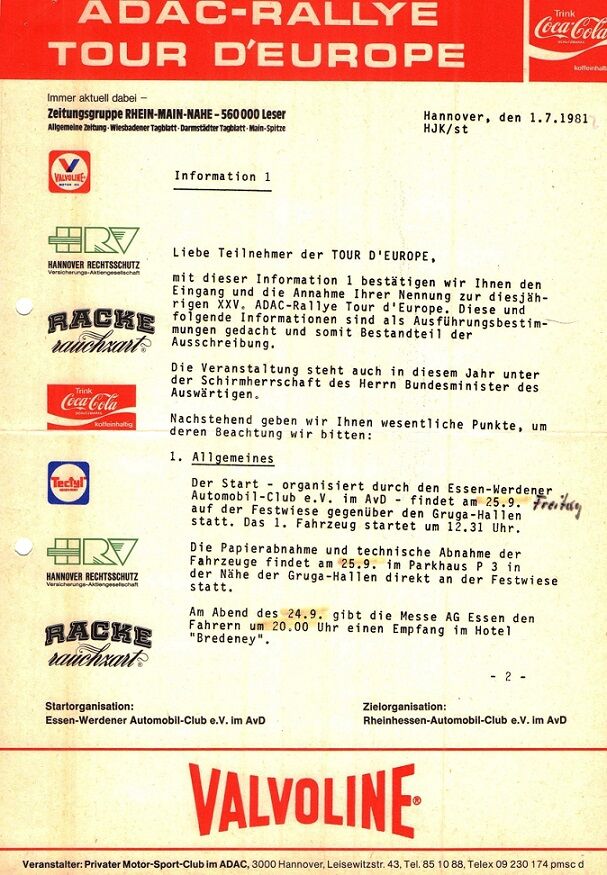 ADAC-RALLYE
TOUR D'EUROPE
Trink
Coca-Cola
SCHUTZMARKE
koffeinhaltig
Immer aktuell dabei –
Zeitungsgruppe RHEIN-MAIN-NAHE – 560 000 Leser
Allgemeine Zeitung · Wiesbadener Tagblatt · Darmstädter Tagblatt · Main-Spitze
Hannover, den 1.7.1981
HJK/st
VALVOLINE
MOTOR OIL
Information 1
HRV
HANNOVER RECHTSSCHUTZ
Versicherungs-Aktiengesellschaft
Liebe Teilnehmer der TOUR D'EUROPE,
mit dieser Information 1 bestätigen wir Ihnen den
Eingang und die Annahme Ihrer Nennung zur diesjäh-
rigen XXV. ADAC-Rallye Tour d'Europe. Diese und
folgende Informationen sind als Ausführungsbestim-
mungen gedacht und somit Bestandteil der
Ausschreibung.
RACKE
rauchzart®
Die Veranstaltung steht auch in diesem Jahr unter
der Schirmherrschaft des Herrn Bundesminister des
Auswärtigen.
Trink
Coca-Cola
SCHUTZMARKE
koffeinhaltig
Nachstehend geben wir Ihnen wesentliche Punkte, um
deren Beachtung wir bitten:
1. Allgemeines
Tectyl
Der Start - organisiert durch den Essen-Werdener
Automobil-Club e.V. im AvD - findet am 25.9. Freitag
auf der Festwiese gegenüber den Gruga-Hallen
statt. Das 1. Fahrzeug startet um 12.31 Uhr.
HRV
HANNOVER RECHTSSCHUTZ
Versicherungs-Aktiengesellschaft
Die Papierabnahme und technische Abnahme der
Fahrzeuge findet am 25.9. im Parkhaus P 3 in
der Nähe der Gruga-Hallen direkt an der Festwiese
statt.
RACKE
rauchzart®
Am Abend des 24.9. gibt die Messe AG Essen den
Fahrern um 20.00 Uhr einen Empfang im Hotel
"Bredeney".
- 2 -
Startorganisation:
Essen-Werdener Automobil-Club e.V. im AvD
Zielorganisation:
Rheinhessen-Automobil-Club e.V. im AvD
VALVOLINE®
Veranstalter: Privater Motor-Sport-Club im ADAC, 3000 Hannover, Leisewitzstr. 43, Tel. 85 10 88, Telex 09 230 174 pmsc d